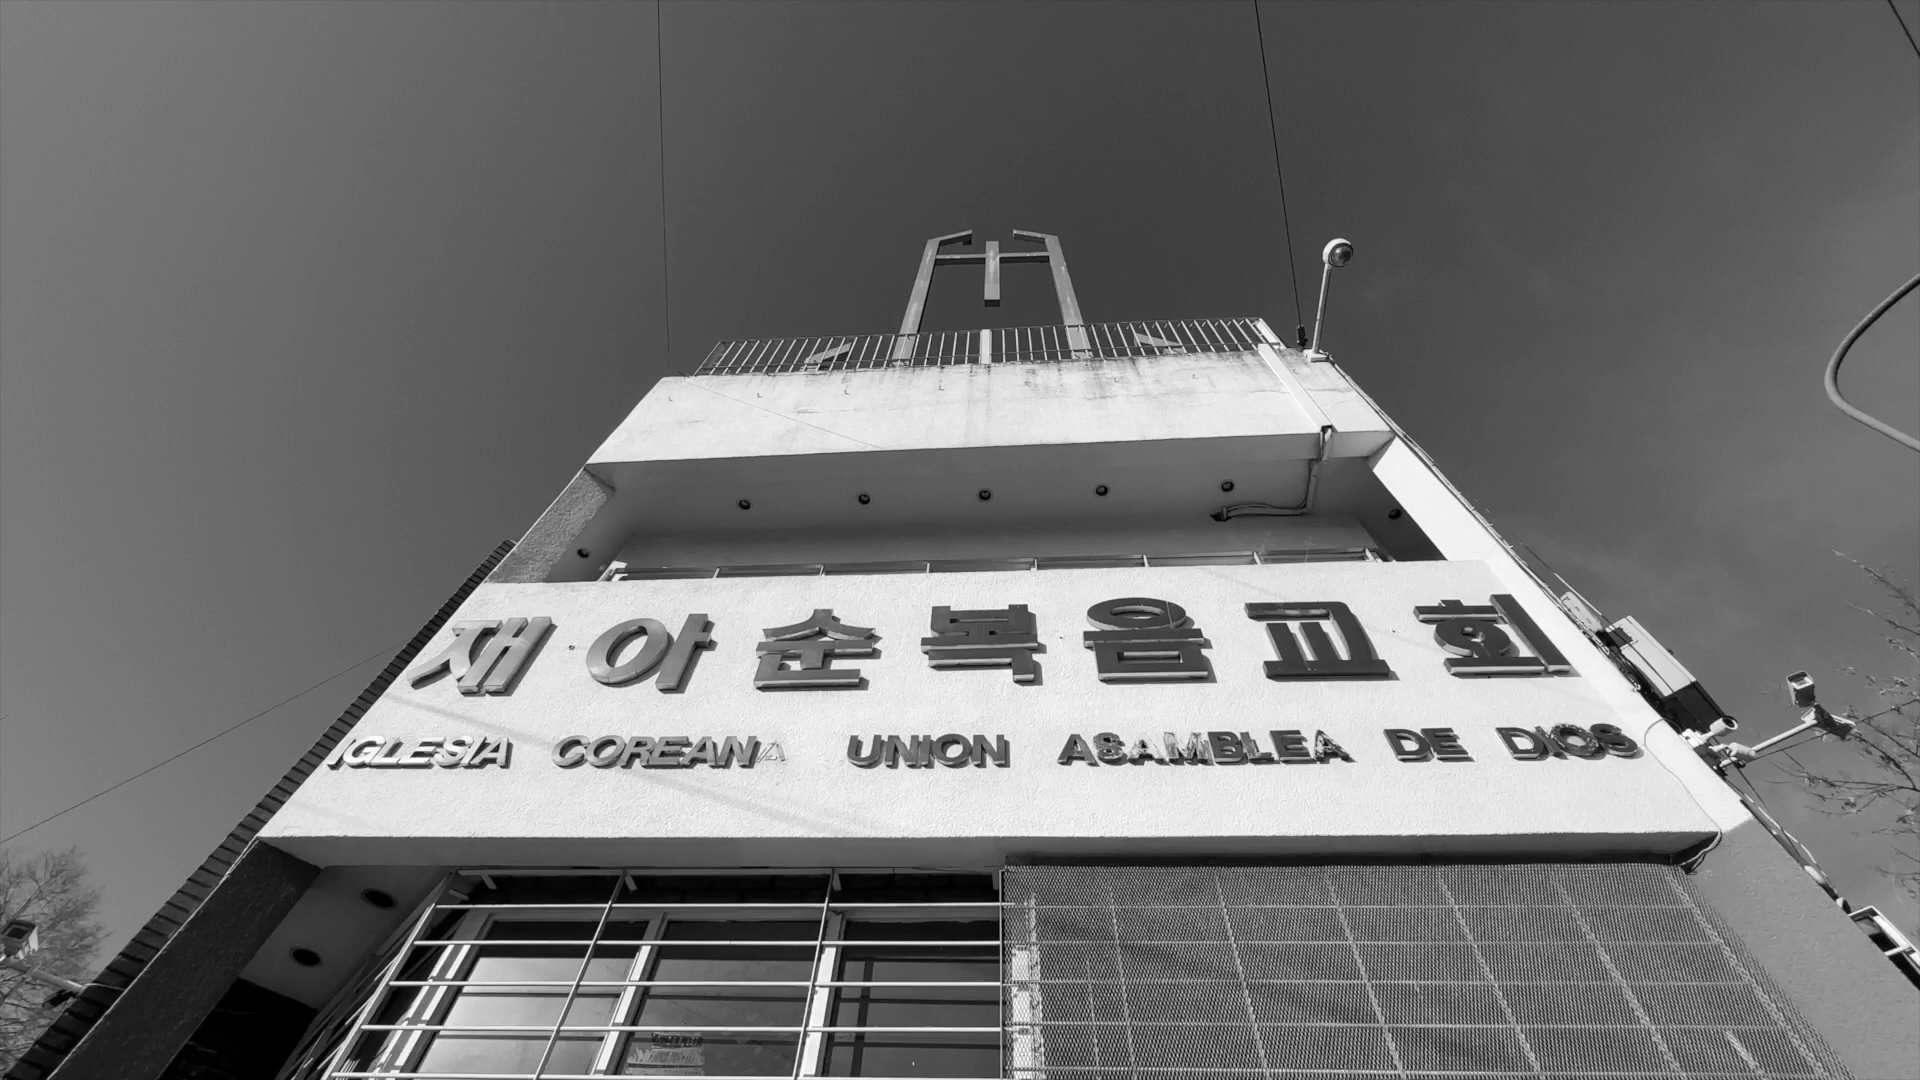 재아순복음교회
IGLESIA COREANA UNION ASAMBLEA DE DIOS